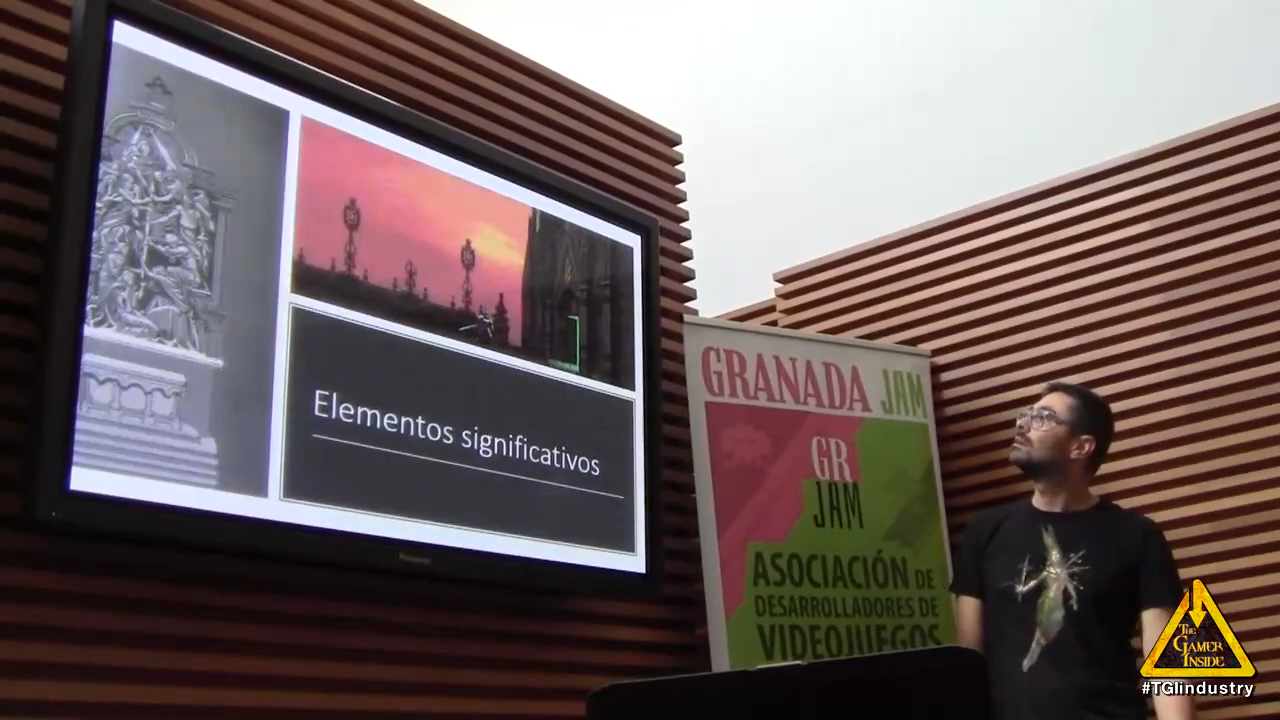 Elementos significativos
GRANADA JAM
GR
JAM
ASOCIACIÓN DE
DESARROLLADORES DE
VIDEOJUEGOS
THE
GAMER
INSIDE
#TGIindustry